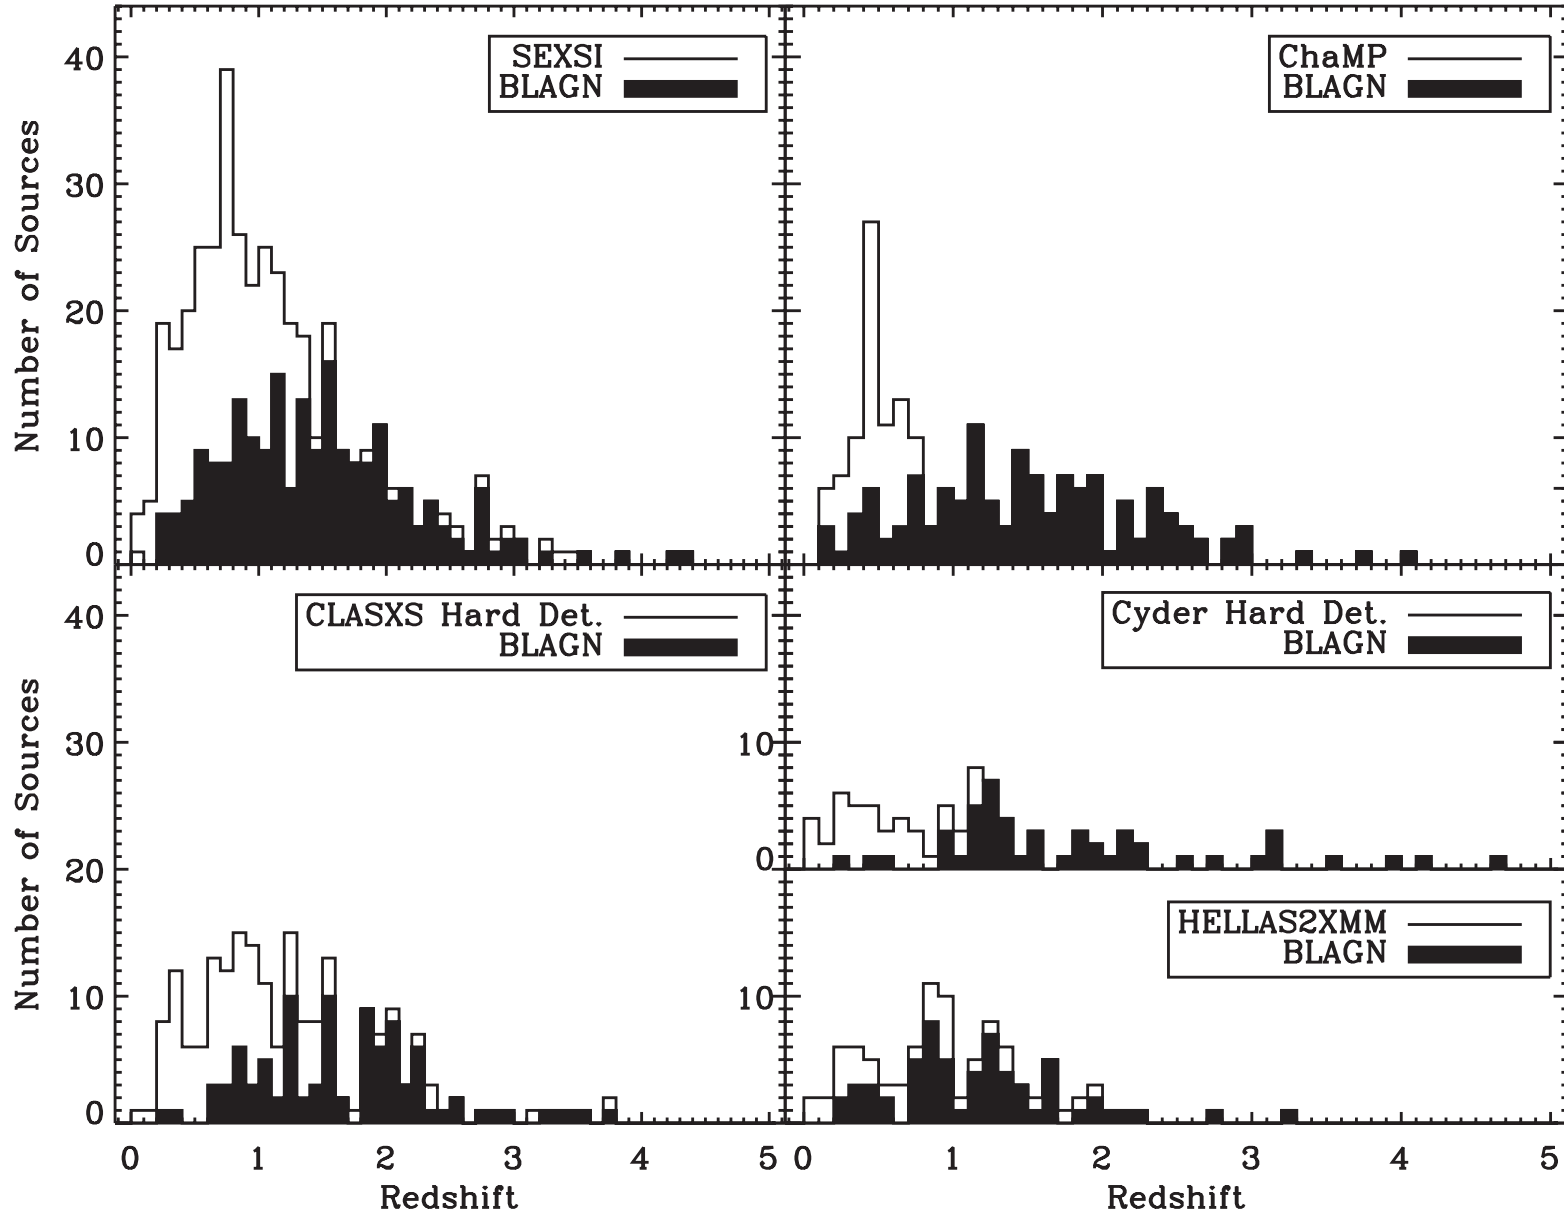 SEXSI
BLAGN
40
30
20
10
0
Number of Sources
ChaMP
BLAGN
CLASXS Hard Det.
BLAGN
40
30
20
10
0
Number of Sources
0 1 2 3 4 5
Redshift
Cyder Hard Det.
BLAGN
10
0
HELLAS2XMM
BLAGN
10
0 1 2 3 4 5
Redshift